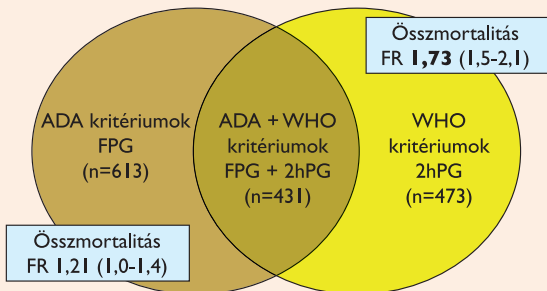 Összmortalitás
FR 1,73 (1,5-2,1)
ADA kritériumok
FPG
(n=613)
ADA + WHO
kritériumok
FPG + 2hPG
(n=431)
WHO
kritériumok
2hPG
(n=473)
Összmortalitás
FR 1,21 (1,0-1,4)